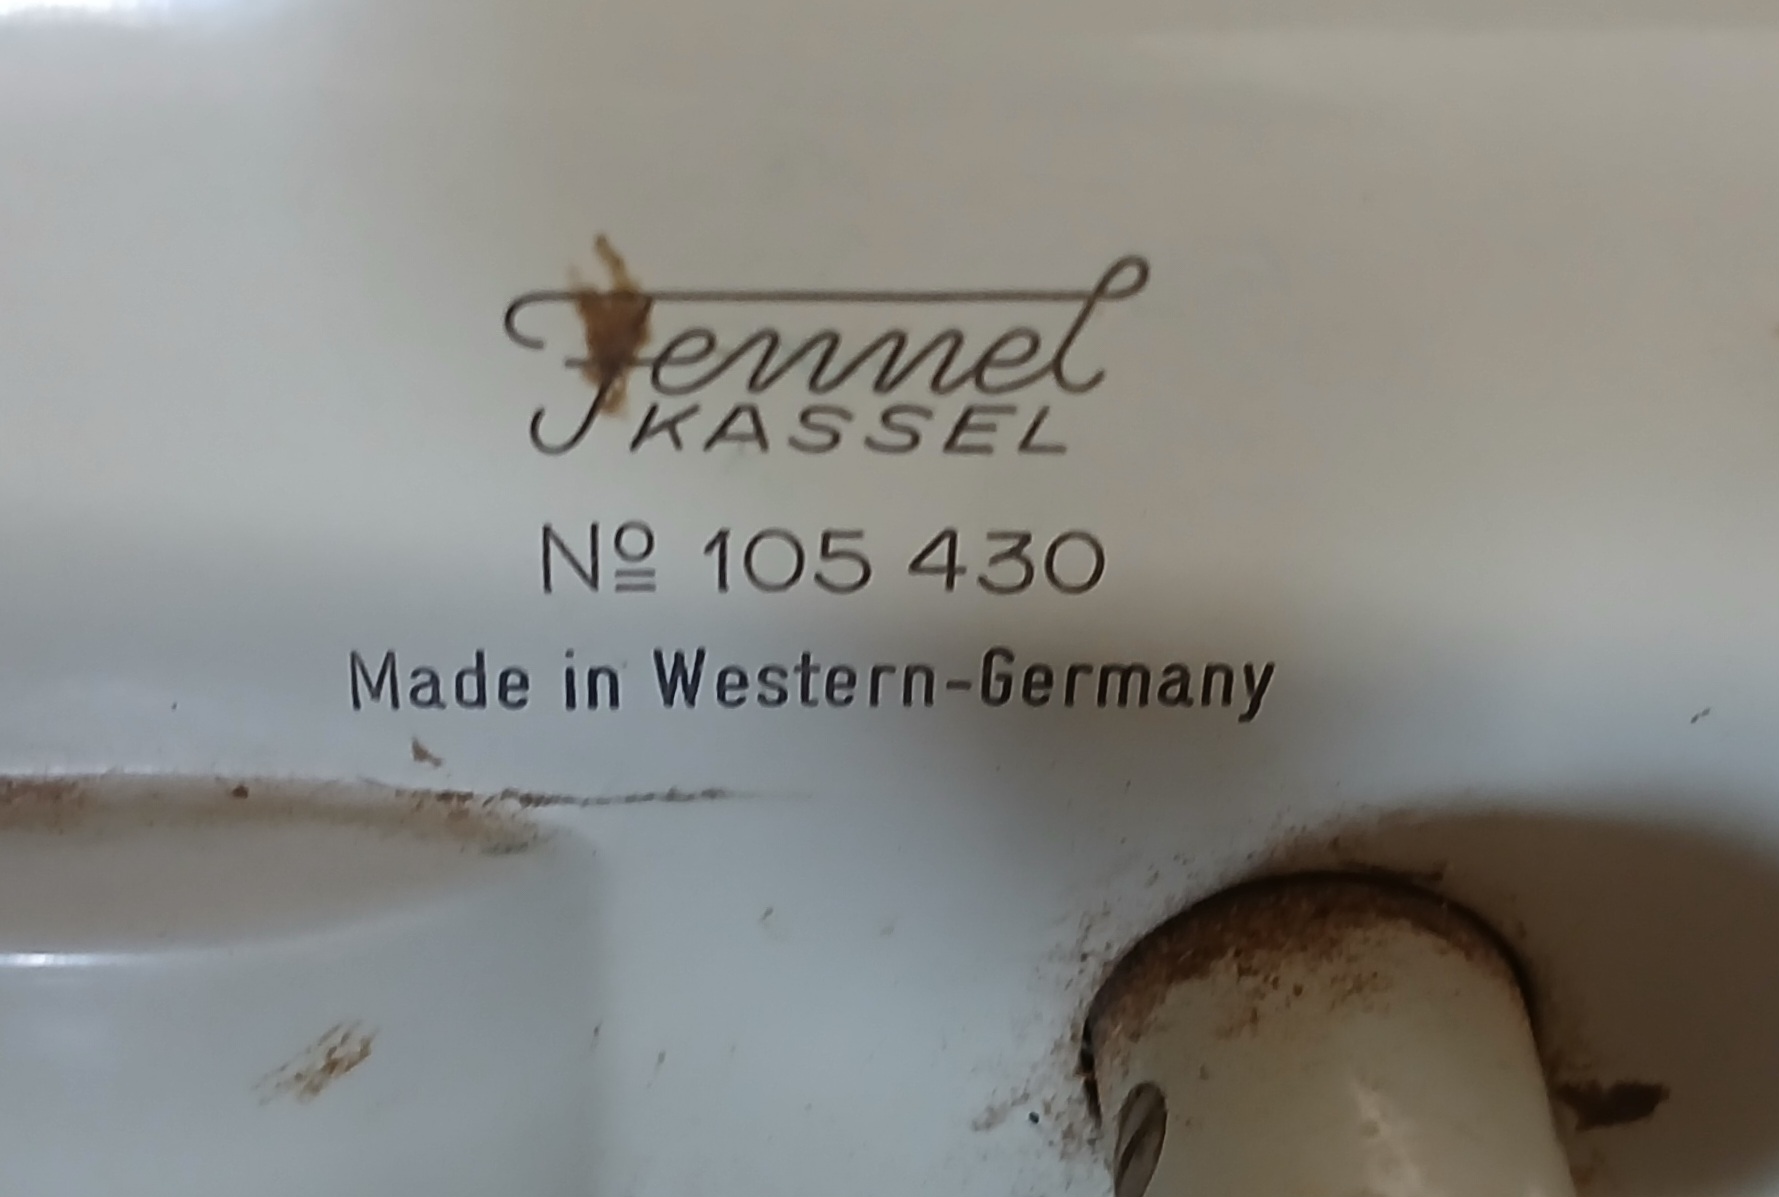 Fennel
KASSEL
Nº 105 430
Made in Western-Germany